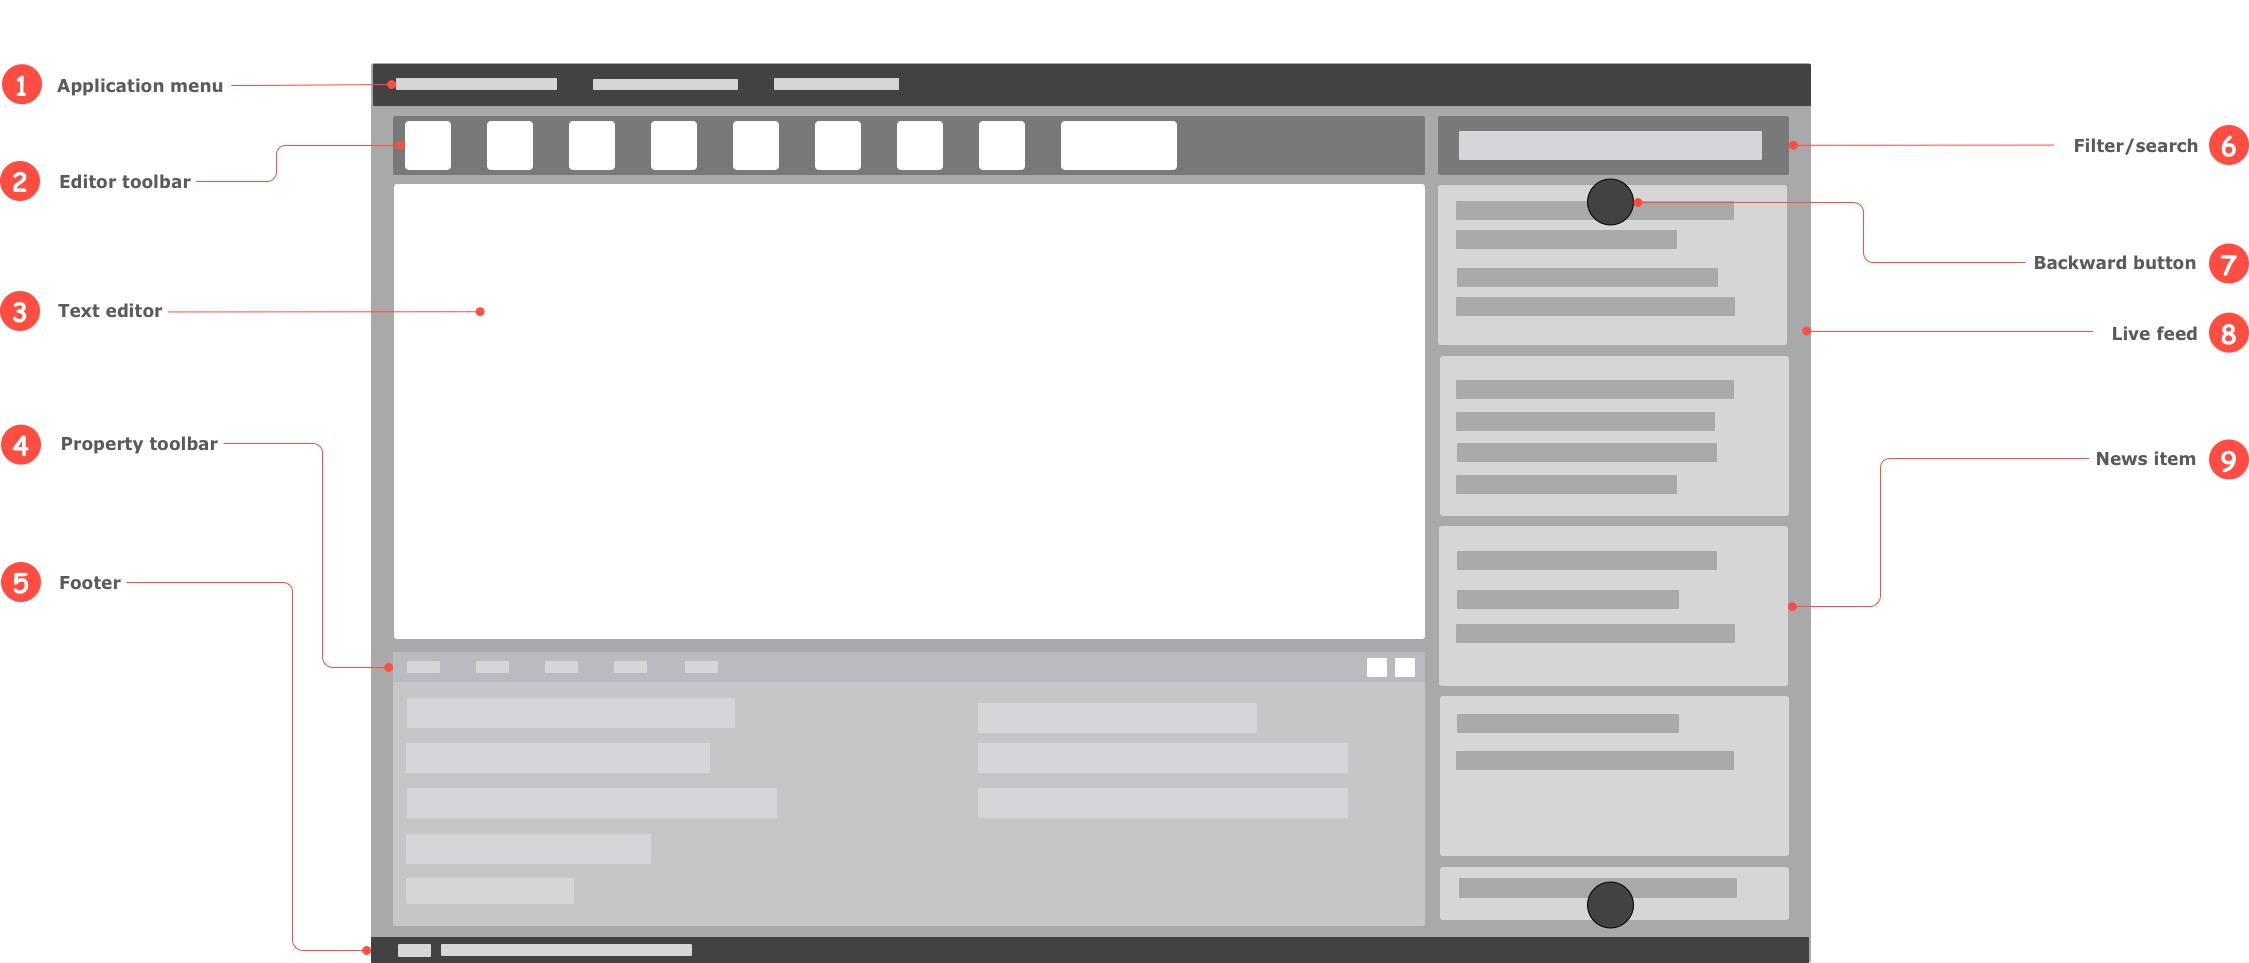 1 Application menu
2 Editor toolbar
3 Text editor
4 Property toolbar
5 Footer
Filter/search 6
Backward button 7
Live feed 8
News item 9